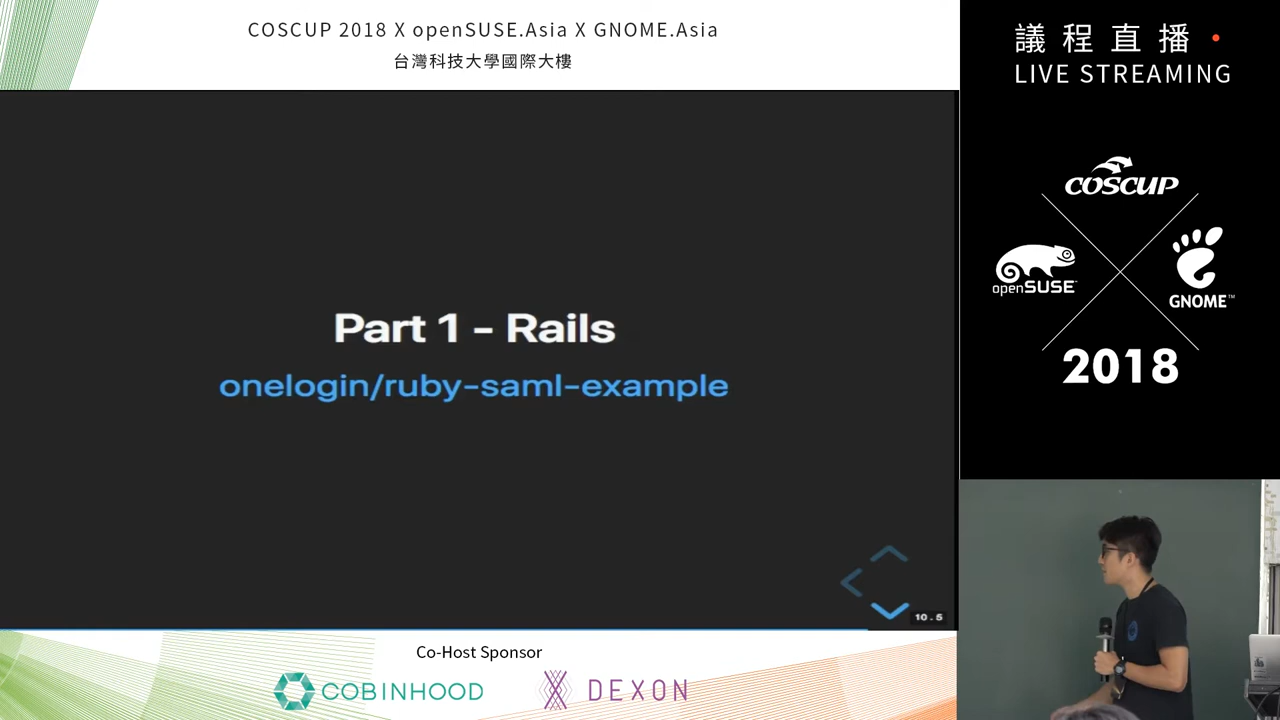 COSCUP 2018 X openSUSE.Asia X GNOME.Asia
台灣科技大學國際大樓
議程直播
LIVE STREAMING
COSCUP
openSUSE
GNOME™
2018
Part 1 - Rails
onelogin/ruby-saml-example
10.5
Co-Host Sponsor
COBINHOOD
DEXON